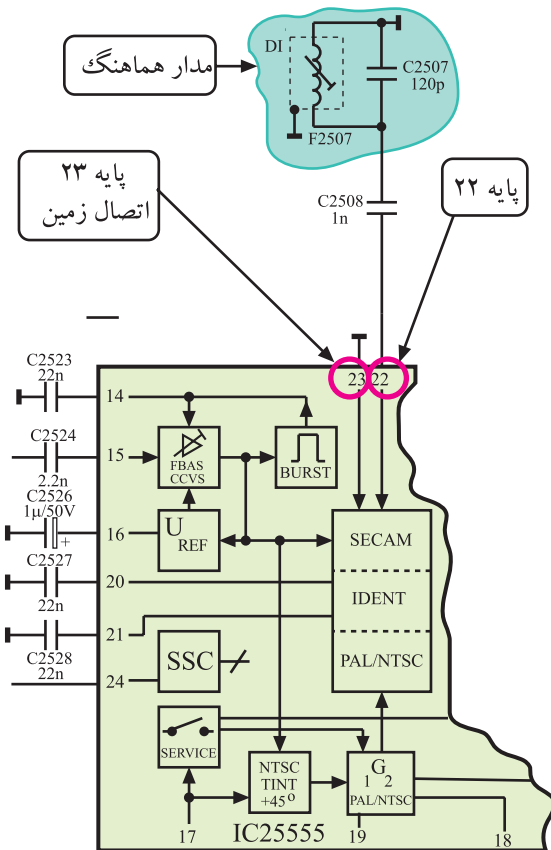 مدار هماهنگ
DI
C2507
120p
F2507
پایه ۲۳
اتصال زمین
پایه ۲۲
C2508
1n
C2523
22n
14
23
22
C2524
2.2n
15
FBAS
CCVS
BURST
C2526
1µ/50V
+
16
U
REF
SECAM
C2527
22n
20
IDENT
21
C2528
22n
SSC
PAL/NTSC
24
SERVICE
NTSC
TINT
+45°
G
1 2
PAL/NTSC
17
IC25555
19
18